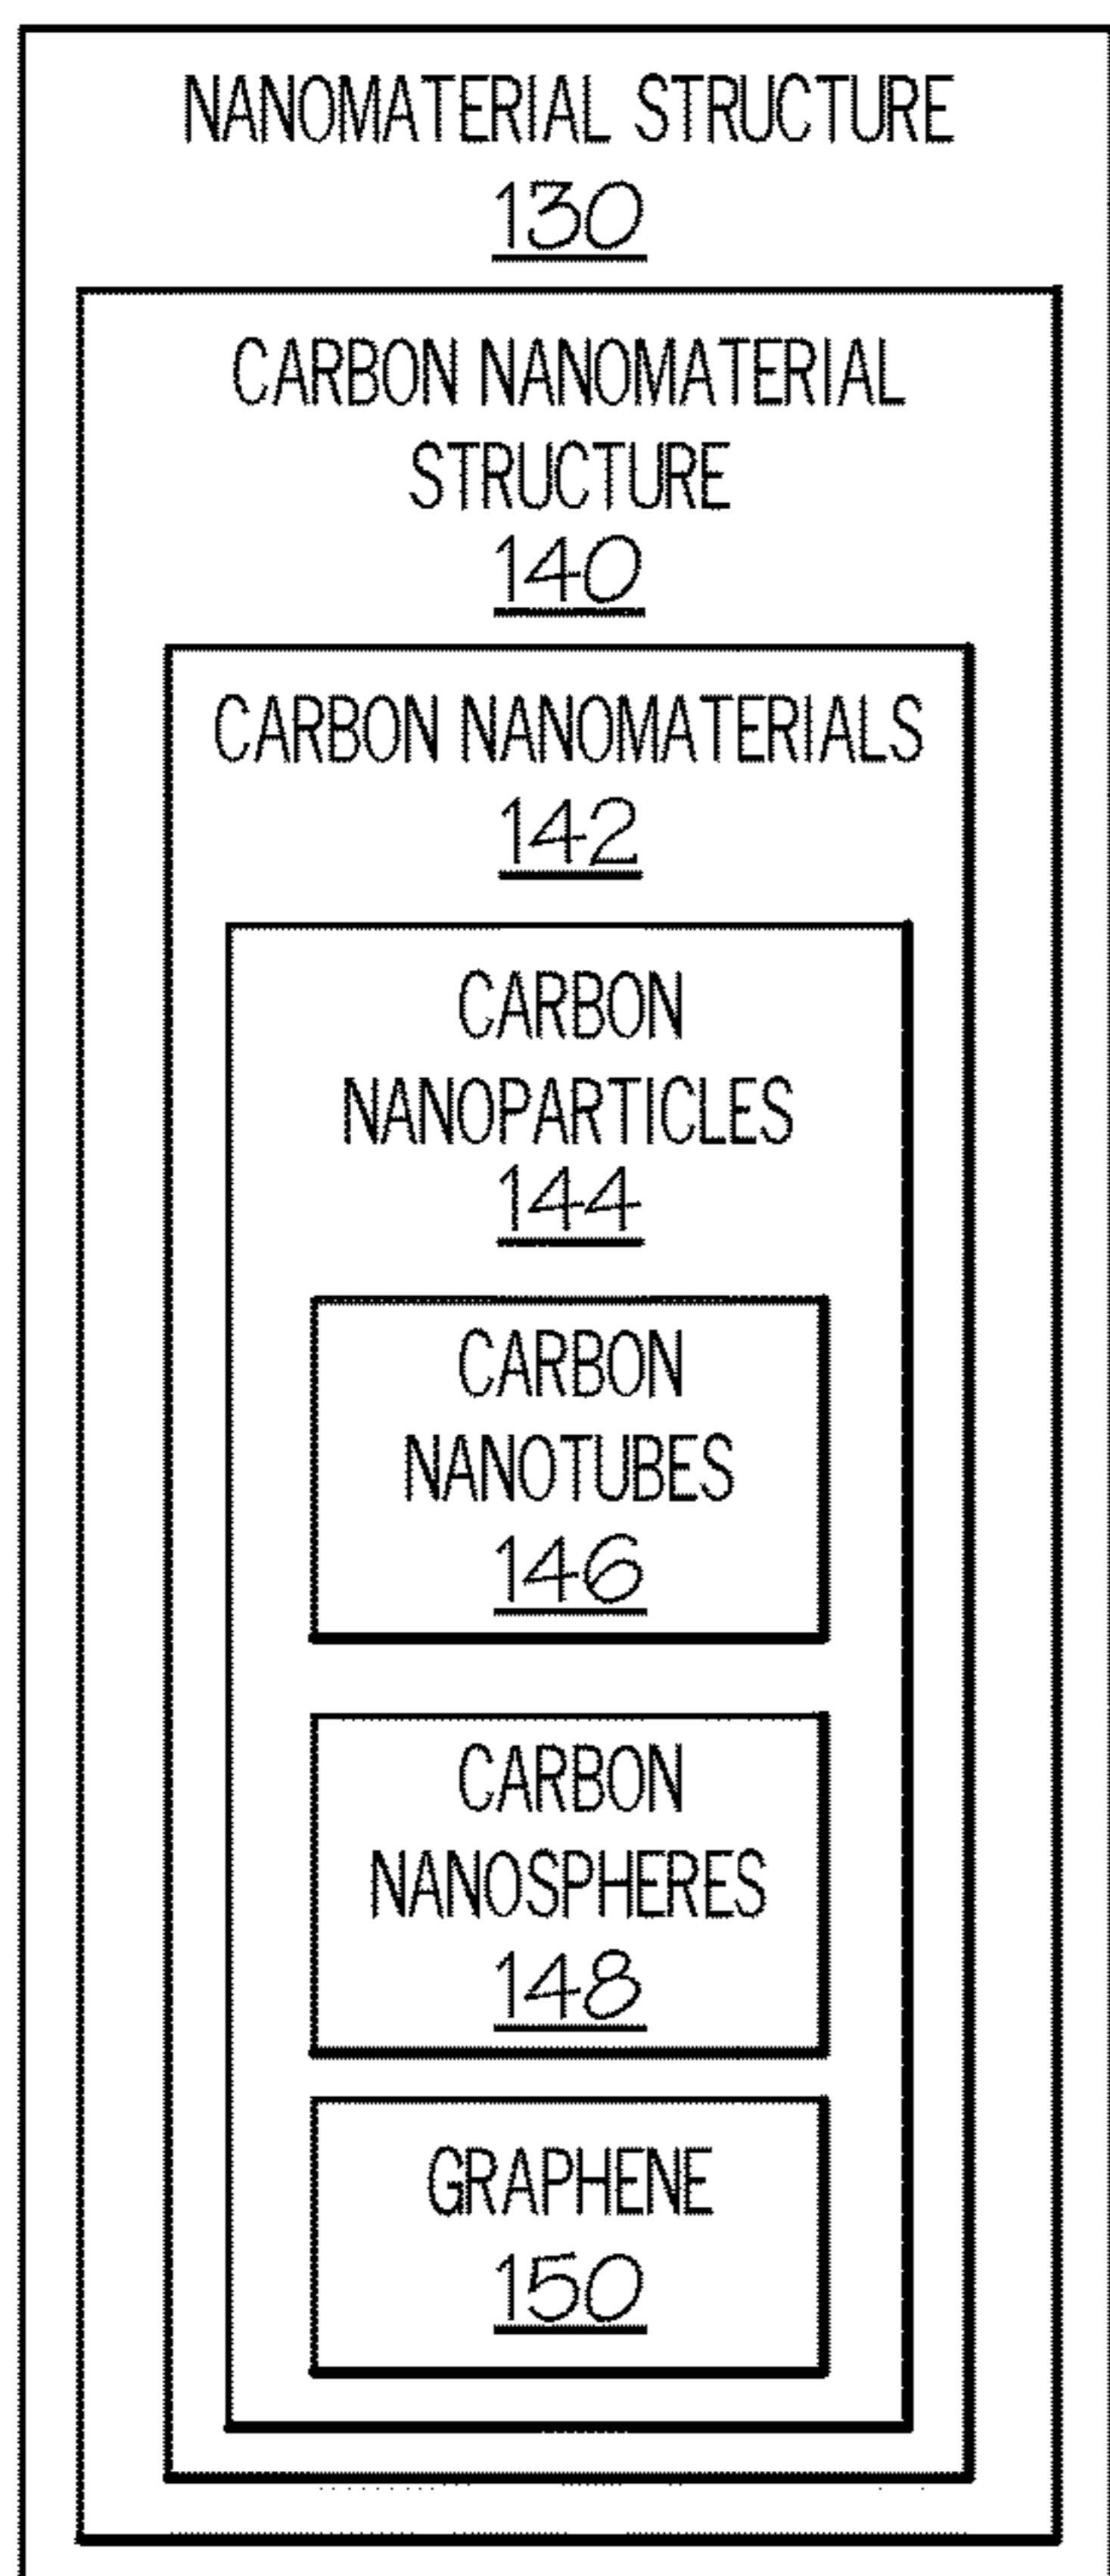 NANOMATERIAL STRUCTURE
130
CARBON NANOMATERIAL
STRUCTURE
140
CARBON NANOMATERIALS
142
CARBON
NANOPARTICLES
144
CARBON
NANOTUBES
146
CARBON
NANOSPHERES
148
GRAPHENE
150